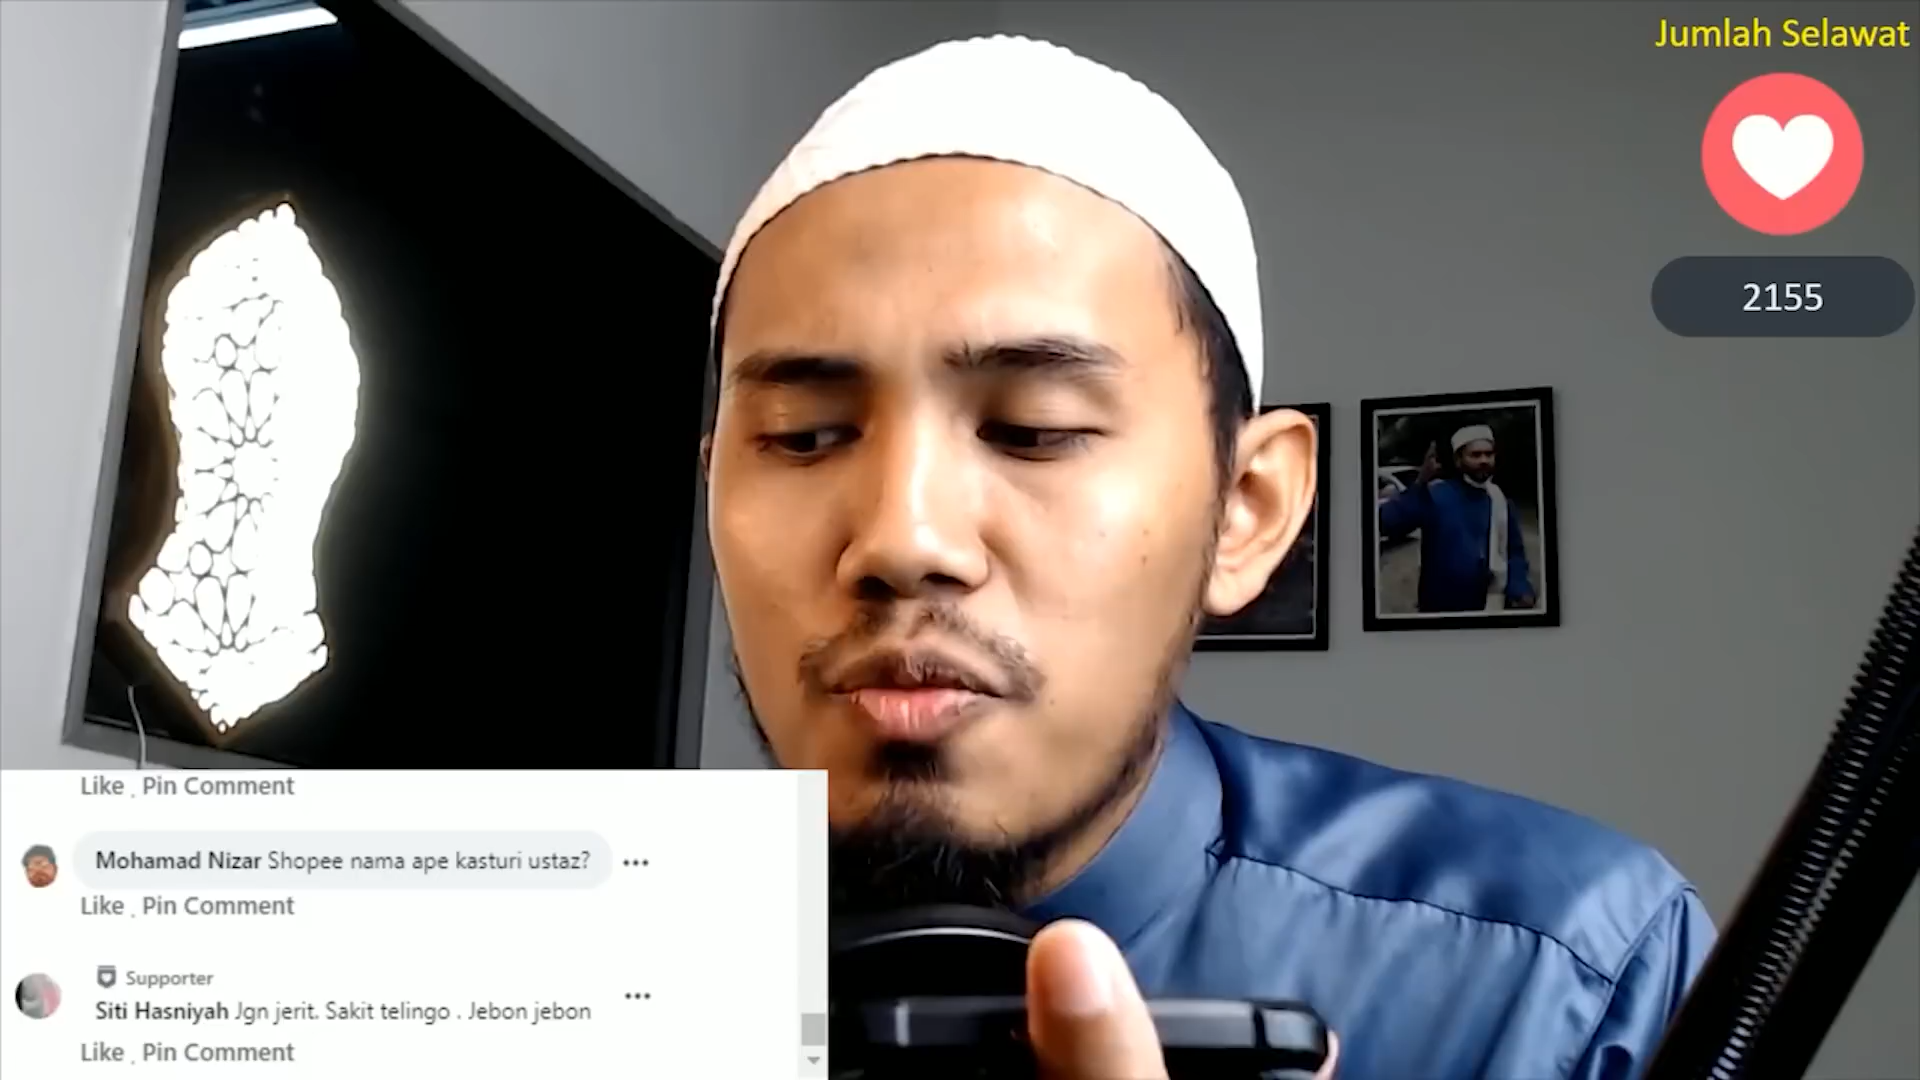 Jumlah Selawat
2155
Like . Pin Comment
Mohamad Nizar Shopee nama ape kasturi ustaz?
Like . Pin Comment
Supporter
Siti Hasniyah Jgn jerit. Sakit telingo . Jebon jebon
Like . Pin Comment